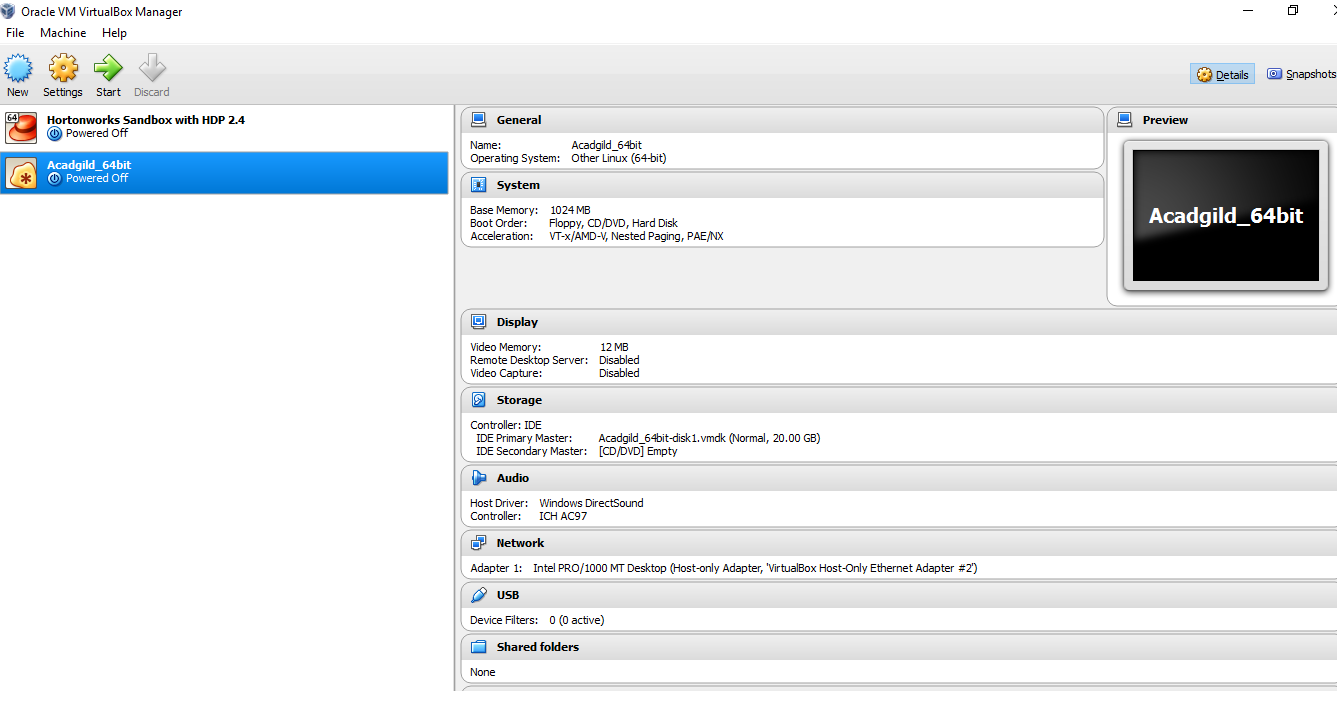 Oracle VM VirtualBox Manager
File Machine Help
New Settings Start Discard
Details Snapshots
64
Hortonworks Sandbox with HDP 2.4
Powered Off
Acadgild_64bit
Powered Off
General
Name: Acadgild_64bit
Operating System: Other Linux (64-bit)
System
Base Memory: 1024 MB
Boot Order: Floppy, CD/DVD, Hard Disk
Acceleration: VT-x/AMD-V, Nested Paging, PAE/NX
Preview
Acadgild_64bit
Display
Video Memory: 12 MB
Remote Desktop Server: Disabled
Video Capture: Disabled
Storage
Controller: IDE
IDE Primary Master: Acadgild_64bit-disk1.vmdk (Normal, 20.00 GB)
IDE Secondary Master: [CD/DVD] Empty
Audio
Host Driver: Windows DirectSound
Controller: ICH AC97
Network
Adapter 1: Intel PRO/1000 MT Desktop (Host-only Adapter, 'VirtualBox Host-Only Ethernet Adapter #2')
USB
Device Filters: 0 (0 active)
Shared folders
None